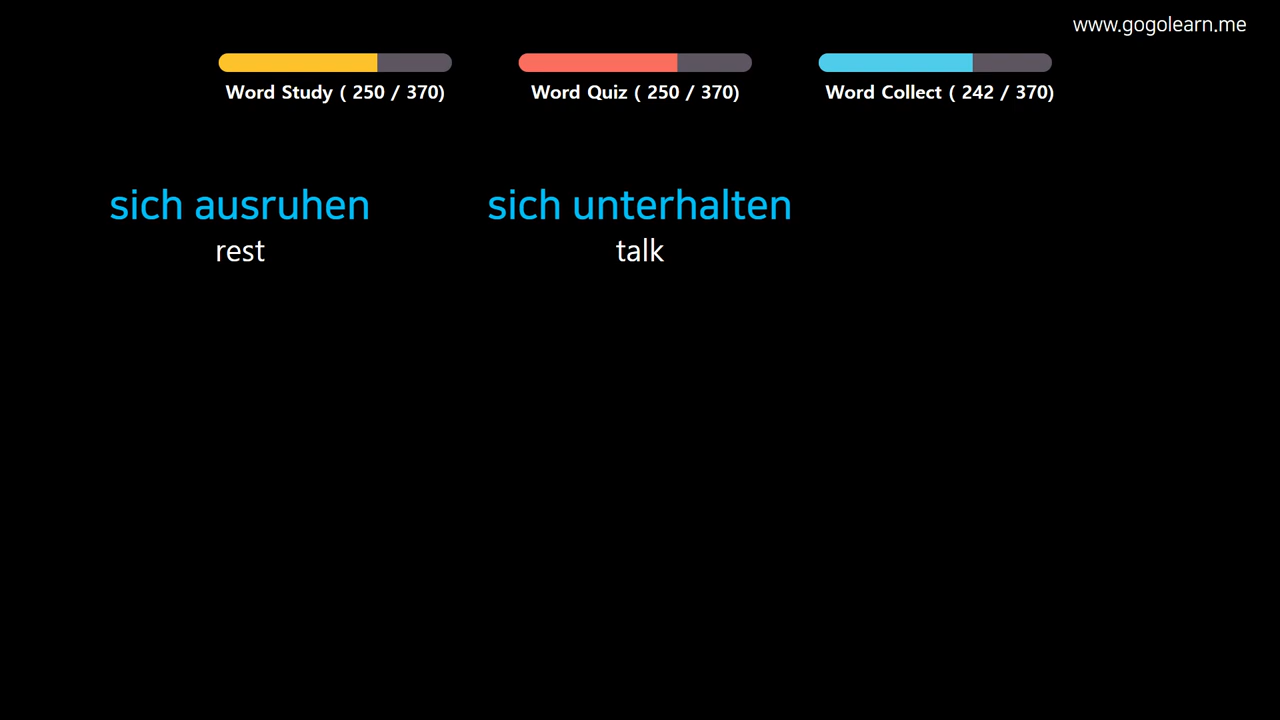 www.gogolearn.me
Word Study ( 250 / 370)
Word Quiz ( 250 / 370)
Word Collect ( 242 / 370)
sich ausruhen
rest
sich unterhalten
talk